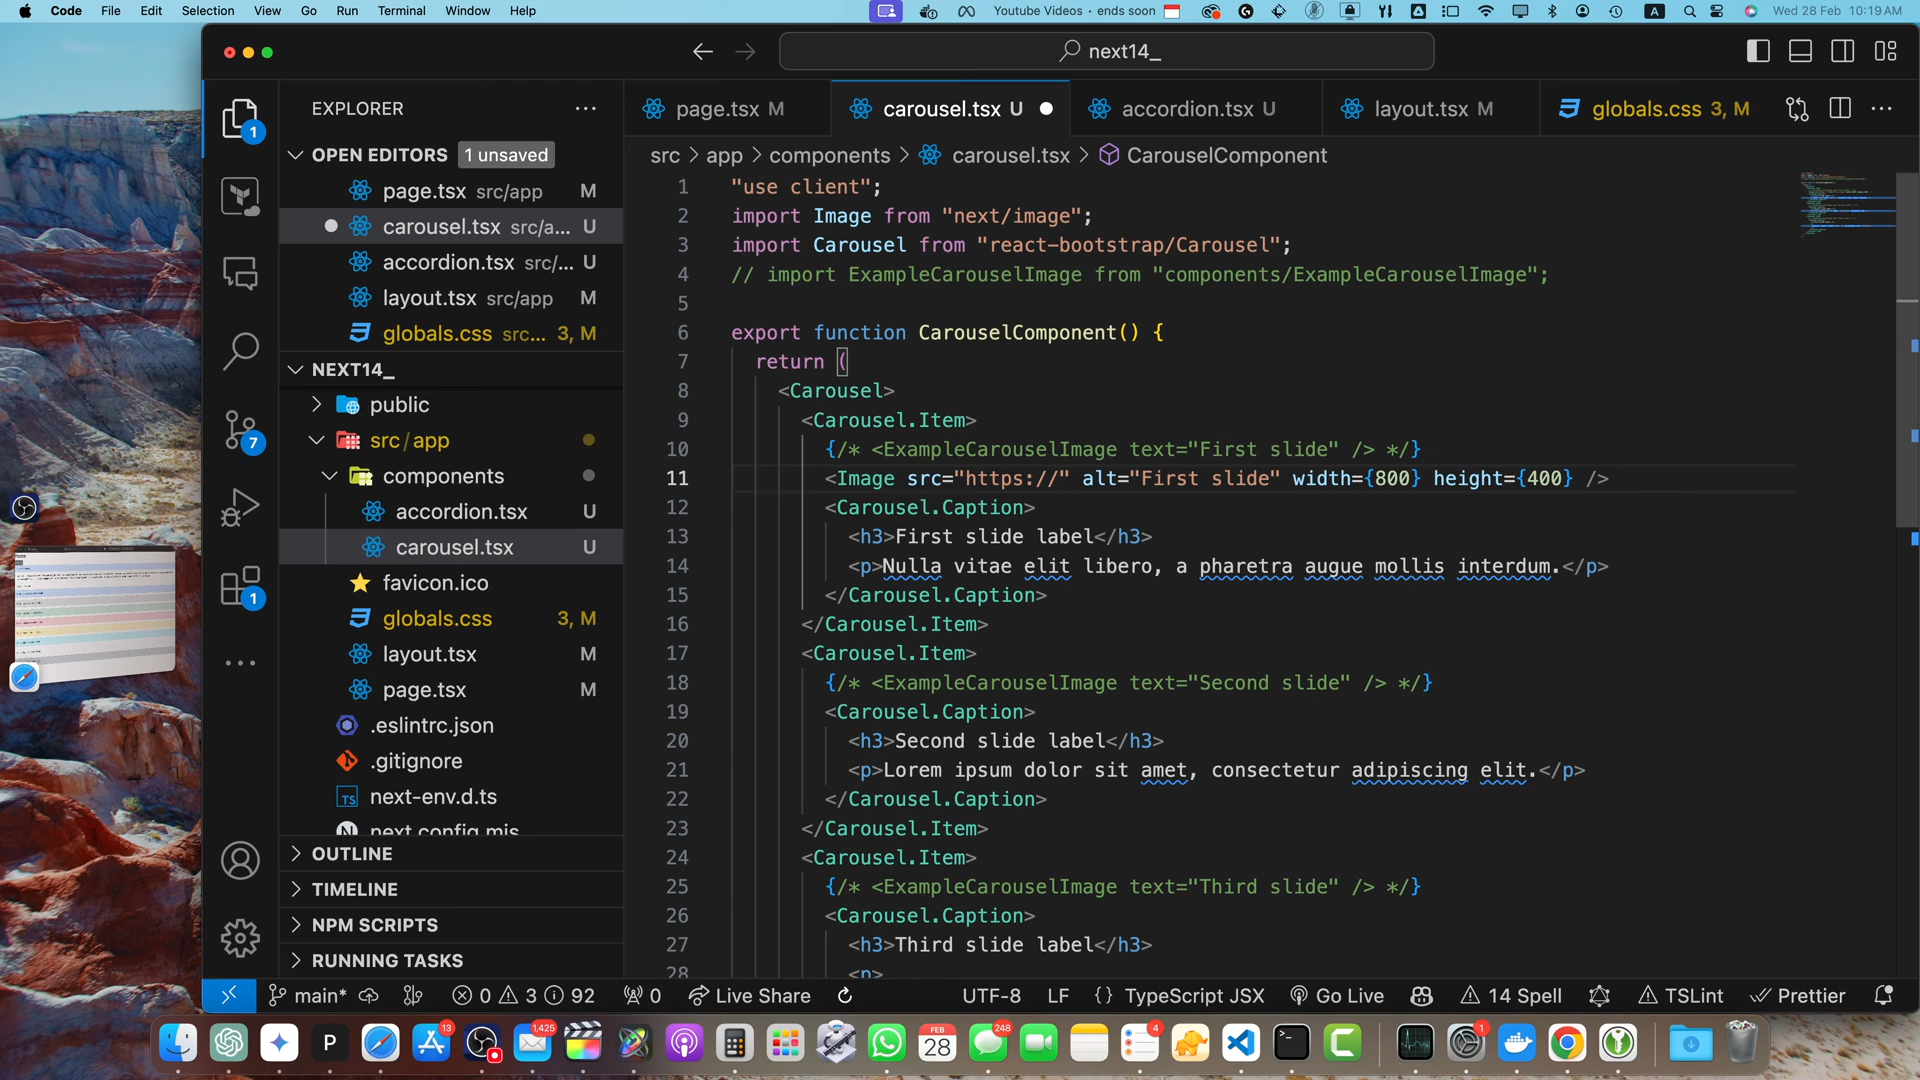 Code File Edit Selection View Go Run Terminal Window Help
Youtube Videos · ends soon
A
Wed 28 Feb 10:19 AM
next14_
EXPLORER
OPEN EDITORS 1 unsaved
page.tsx src/app M
carousel.tsx src/a... U
accordion.tsx src/... U
layout.tsx src/app M
globals.css src... 3, M
NEXT14_
public
src/app
components
accordion.tsx U
carousel.tsx U
favicon.ico
globals.css 3, M
layout.tsx M
page.tsx M
.eslintrc.json
.gitignore
TS next-env.d.ts
N next.config.mjs
OUTLINE
TIMELINE
NPM SCRIPTS
RUNNING TASKS
1
7
1
page.tsx M carousel.tsx U accordion.tsx U layout.tsx M globals.css 3, M
src > app > components > carousel.tsx > CarouselComponent
1 "use client";
2 import Image from "next/image";
3 import Carousel from "react-bootstrap/Carousel";
4 // import ExampleCarouselImage from "components/ExampleCarouselImage";
5
6 export function CarouselComponent() {
7 return (
8 <Carousel>
9 <Carousel.Item>
10 {/* <ExampleCarouselImage text="First slide" /> */}
11 <Image src="https://" alt="First slide" width={800} height={400} />
12 <Carousel.Caption>
13 <h3>First slide label</h3>
14 <p>Nulla vitae elit libero, a pharetra augue mollis interdum.</p>
15 </Carousel.Caption>
16 </Carousel.Item>
17 <Carousel.Item>
18 {/* <ExampleCarouselImage text="Second slide" /> */}
19 <Carousel.Caption>
20 <h3>Second slide label</h3>
21 <p>Lorem ipsum dolor sit amet, consectetur adipiscing elit.</p>
22 </Carousel.Caption>
23 </Carousel.Item>
24 <Carousel.Item>
25 {/* <ExampleCarouselImage text="Third slide" /> */}
26 <Carousel.Caption>
27 <h3>Third slide label</h3>
28 <p>
main* 0 3 92 0 Live Share UTF-8 LF {} TypeScript JSX Go Live 14 Spell TSLint Prettier
P 13 1,425 FEB 28 248 4 1